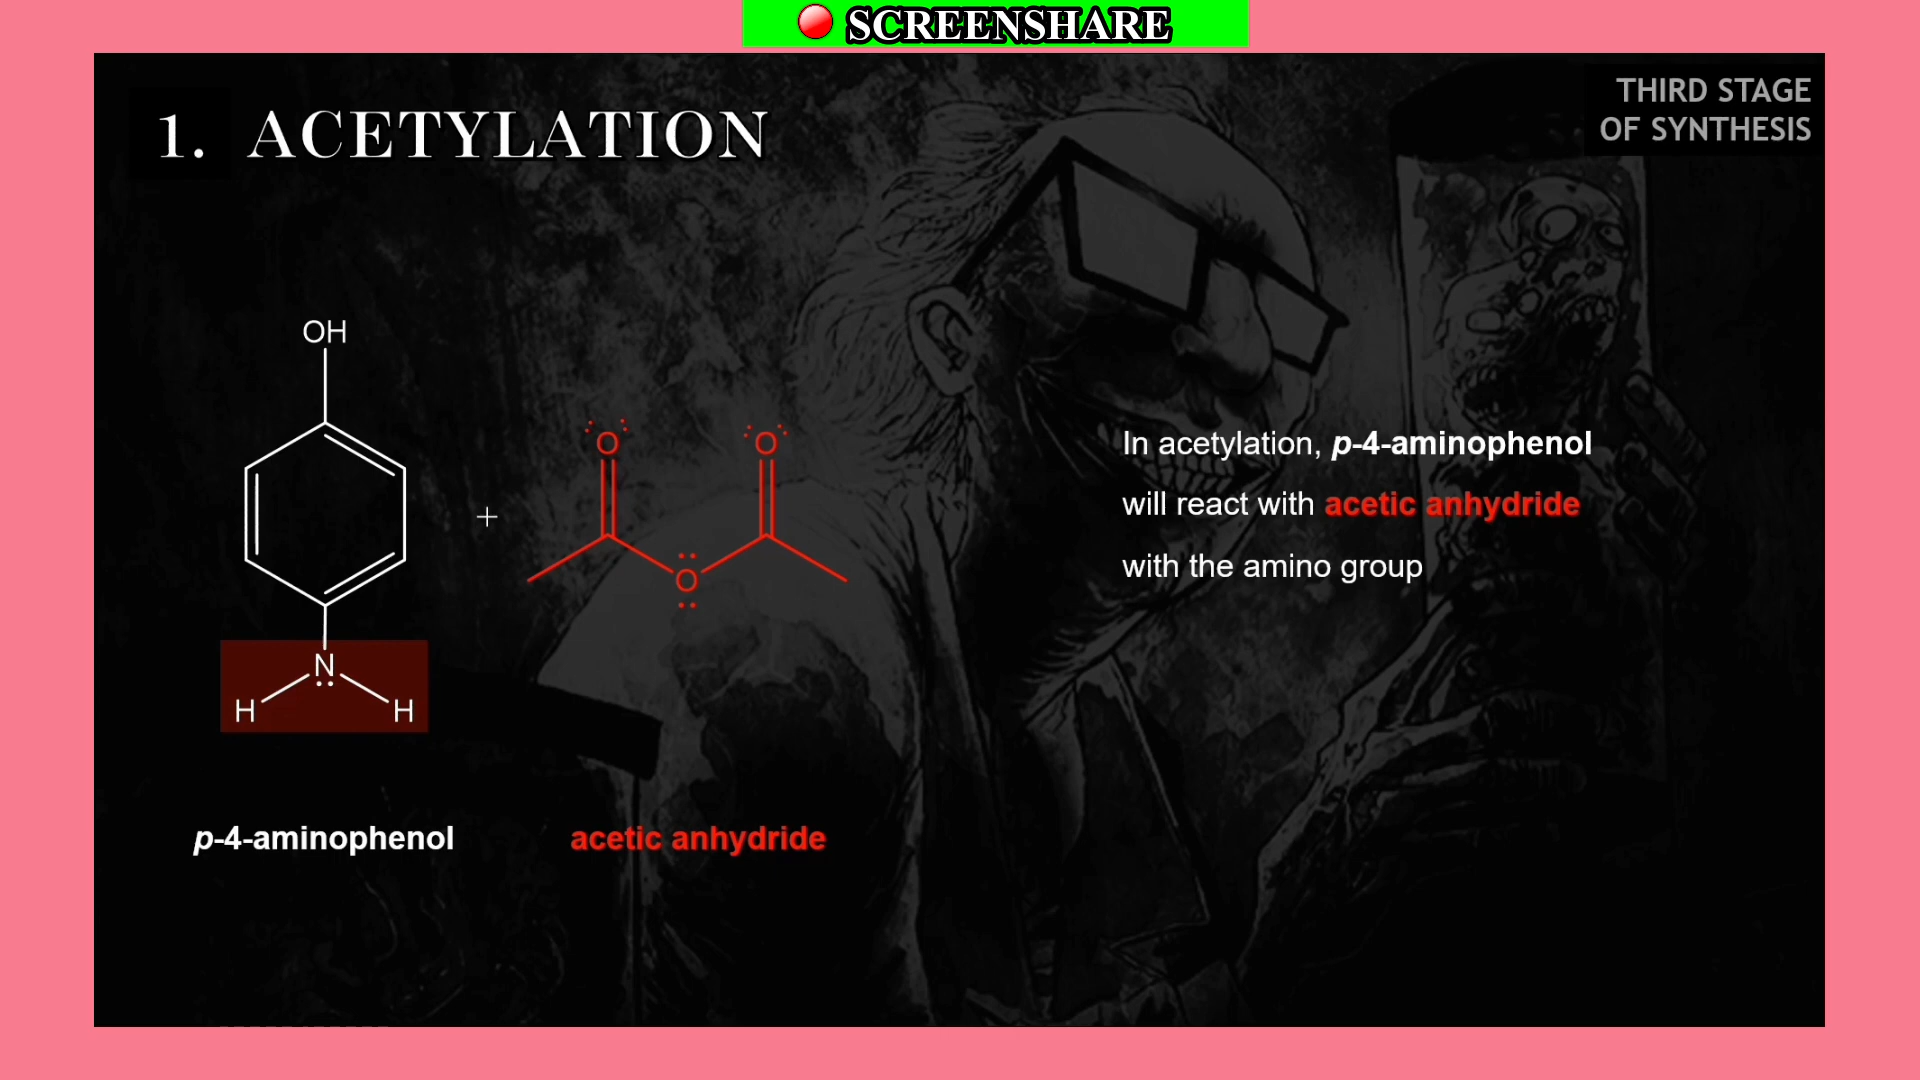 SCREENSHARE
THIRD STAGE
OF SYNTHESIS
1. ACETYLATION
OH
O
O
+
O
N
H
H
In acetylation, p-4-aminophenol
will react with acetic anhydride
with the amino group
p-4-aminophenol
acetic anhydride